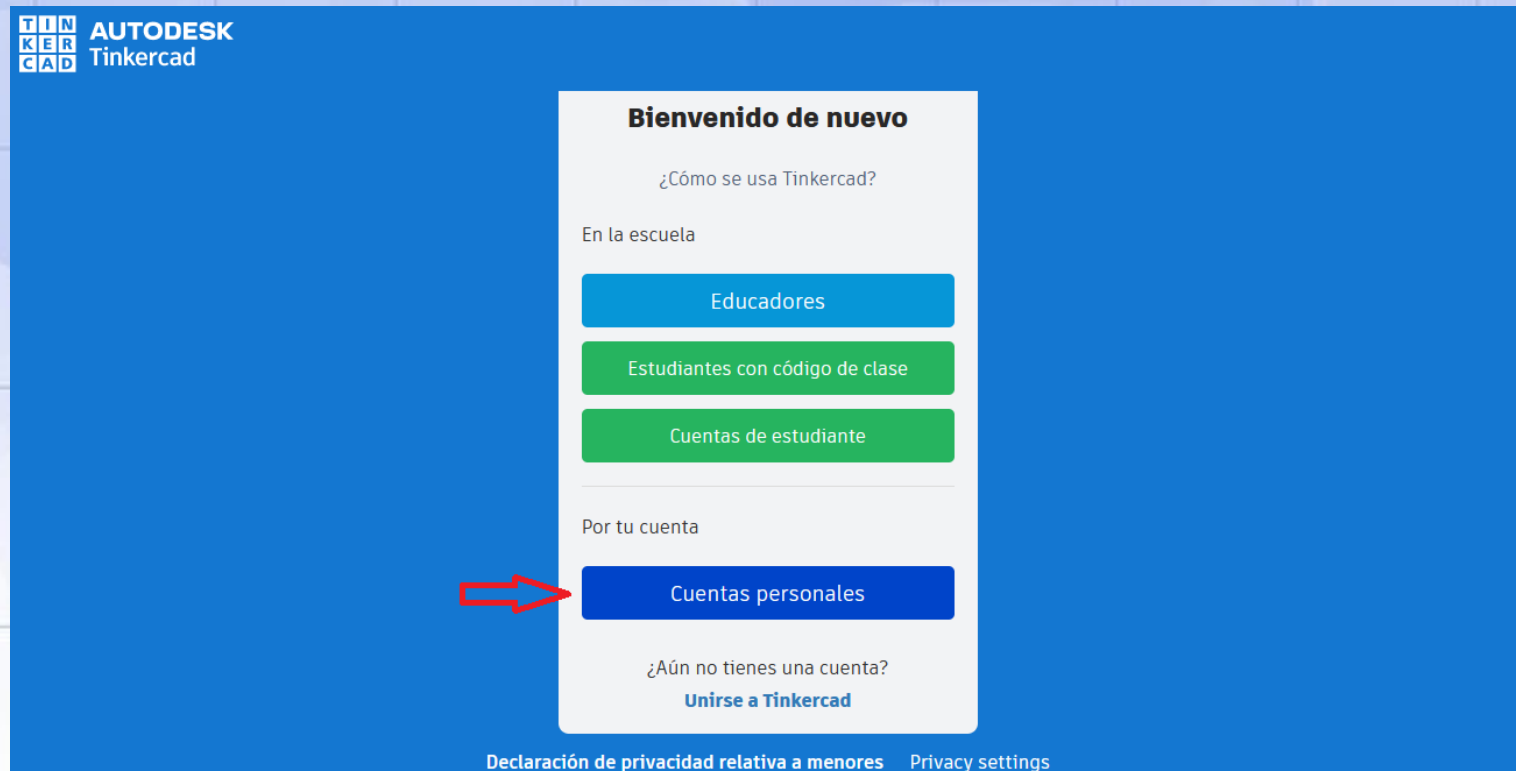 TIN
KER
CAD
AUTODESK
Tinkercad
Bienvenido de nuevo
¿Cómo se usa Tinkercad?
En la escuela
Educadores
Estudiantes con código de clase
Cuentas de estudiante
Por tu cuenta
Cuentas personales
¿Aún no tienes una cuenta?
Unirse a Tinkercad
Declaración de privacidad relativa a menores Privacy settings